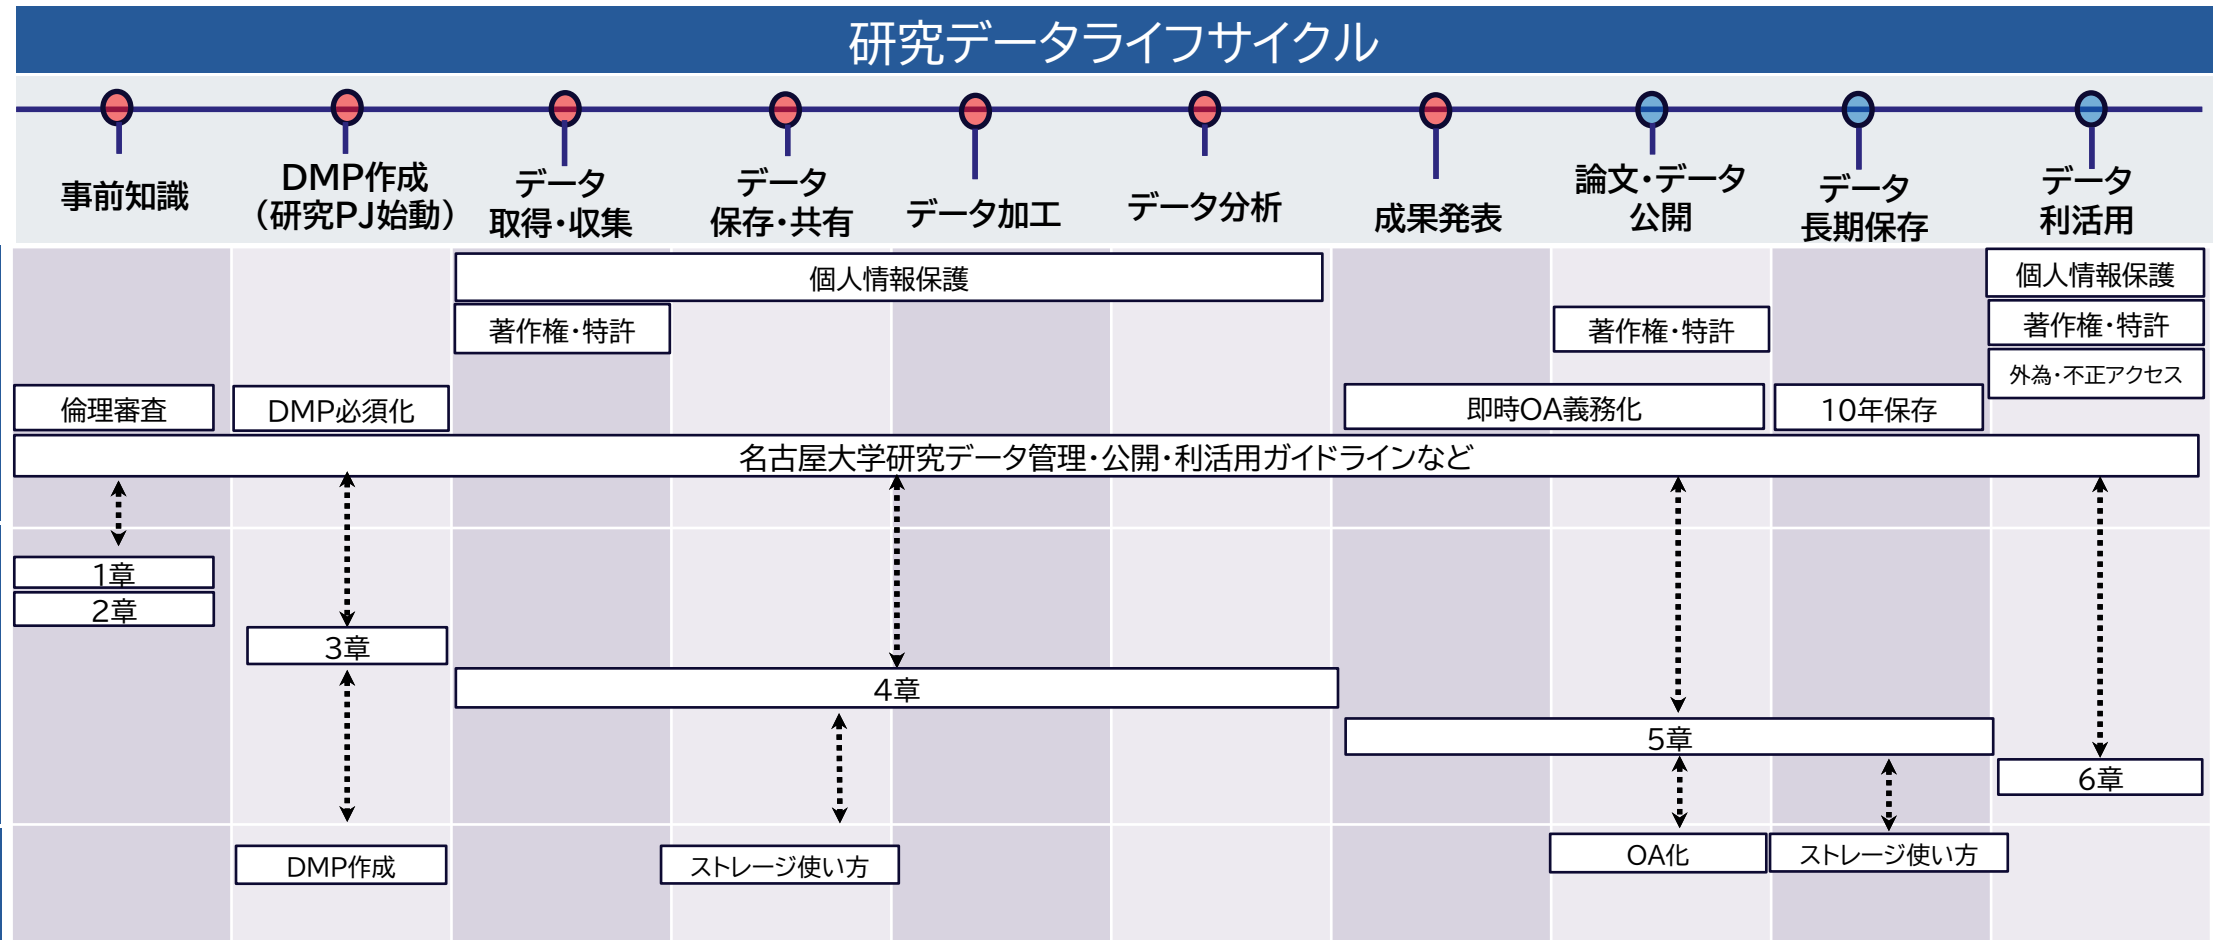 研究データライフサイクル
事前知識
DMP作成
（研究PJ始動）
データ
取得・収集
データ
保存・共有
データ加工
データ分析
成果発表
論文・データ
公開
データ
長期保存
データ
利活用
個人情報保護
個人情報保護
著作権・特許
著作権・特許
著作権・特許
外為・不正アクセス
倫理審査
DMP必須化
即時OA義務化
10年保存
名古屋大学研究データ管理・公開・利活用ガイドラインなど
1章
2章
3章
4章
5章
6章
DMP作成
ストレージ使い方
OA化
ストレージ使い方